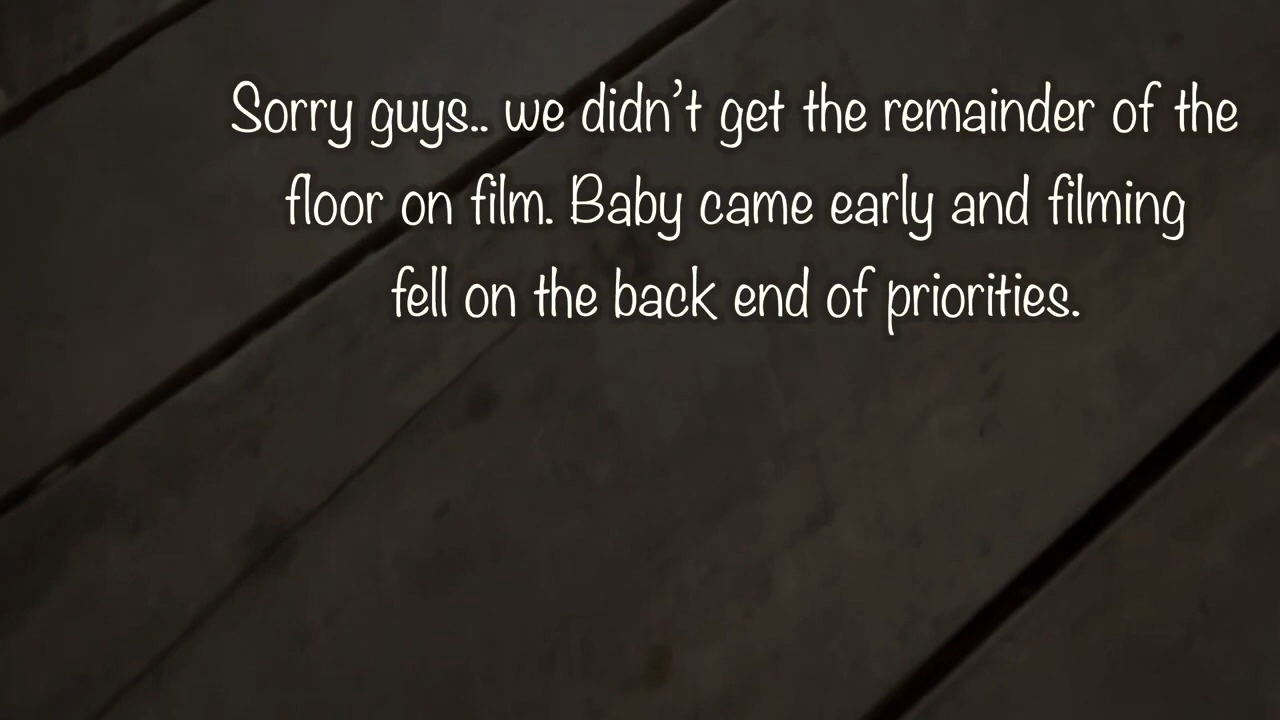 Sorry guys.. we didn't get the remainder of the
floor on film. Baby came early and filming
fell on the back end of priorities.